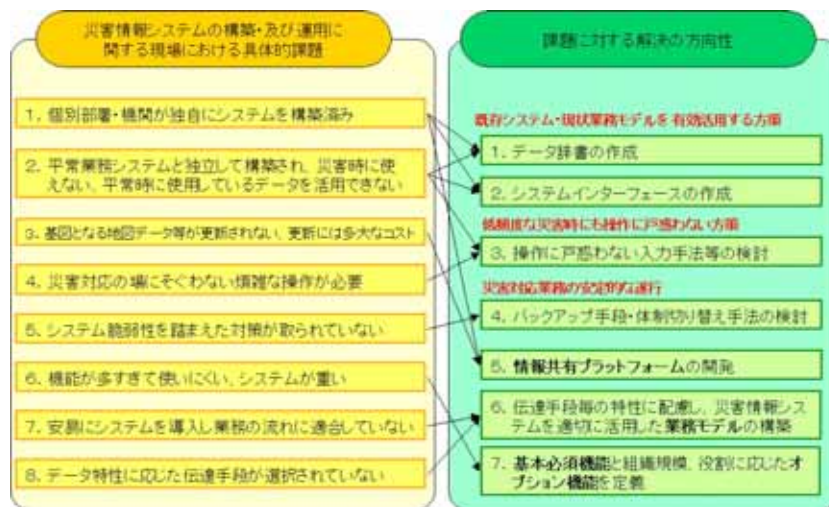 災害情報システムの構築・及び運用に
関する現場における具体的課題
1. 個別部署・機関が独自にシステムを構築済み
2. 平常業務システムと独立して構築され、災害時に使
えない、平常時に使用しているデータを活用できない
3. 基図となる地図データ等が更新されない、更新には多大なコスト
4. 災害対応の場にそぐわない煩雑な操作が必要
5. システム脆弱性を踏まえた対策が取られていない
6. 機能が多すぎて使いにくい、システムが重い
7. 安易にシステムを導入し業務の流れに適合していない
8. データ特性に応じた伝達手段が選択されていない
課題に対する解決の方向性
既存システム・現状業務モデルを有効活用する方策
1. データ辞書の作成
2. システムインターフェースの作成
低頻度な災害時にも操作に戸惑わない方策
3. 操作に戸惑わない入力手法等の検討
災害対応業務の安定的な遂行
4. バックアップ手段・体制切り替え手法の検討
5. 情報共有プラットフォームの開発
6. 伝達手段毎の特性に配慮し、災害情報シス
テムを適切に活用した業務モデルの構築
7. 基本必須機能と組織規模、役割に応じたオ
プション機能を定義